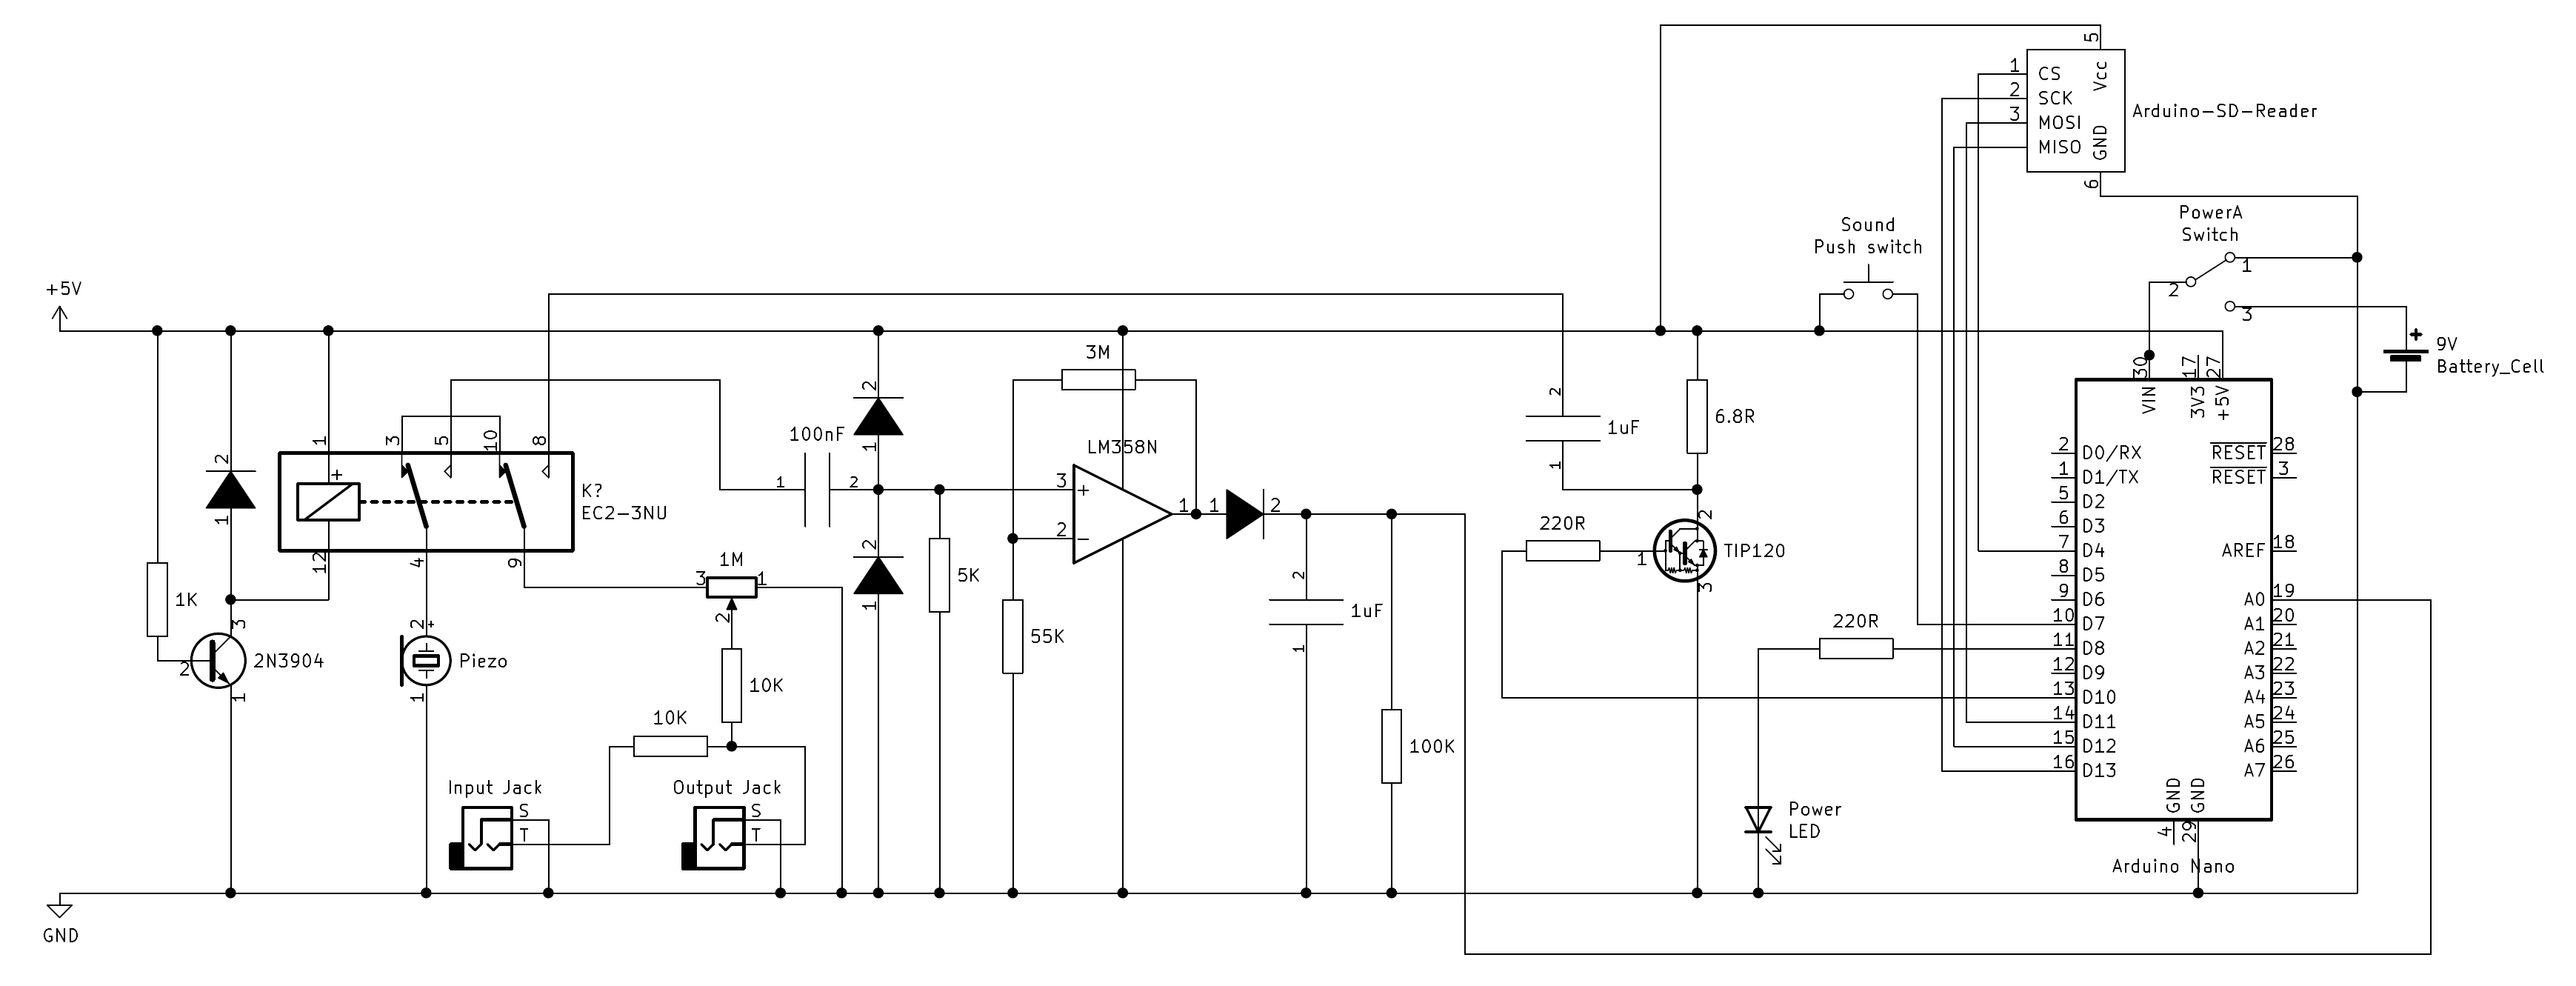 5
1
CS
Vcc
2
SCK
3
MOSI
GND
MISO
Arduino-SD-Reader
6
PowerA
Switch
1
2
3
Sound
Push switch
+
9V
Battery_Cell
+5V
3M
1
3
5
10
8
2
+
1
12
4
9
K?
EC2-3NU
1K
2
3
1
2N3904
2
+
1
Piezo
3
1M
1
2
10K
10K
Input Jack
S
T
Output Jack
S
T
100nF
1
2
2
1
2
1
5K
55K
LM358N
3
+
2
-
1
1
2
2
1uF
1
100K
2
1uF
1
6.8R
220R
1
2
3
TIP120
220R
Power
LED
30
17
27
VIN
3V3
+5V
2
D0/RX
RESET
28
1
D1/TX
RESET
3
5
D2
6
D3
7
D4
AREF
18
8
D5
9
D6
A0
19
10
D7
A1
20
11
D8
A2
21
12
D9
A3
22
13
D10
A4
23
14
D11
A5
24
15
D12
A6
25
16
D13
A7
26
GND
GND
4
29
Arduino Nano
GND